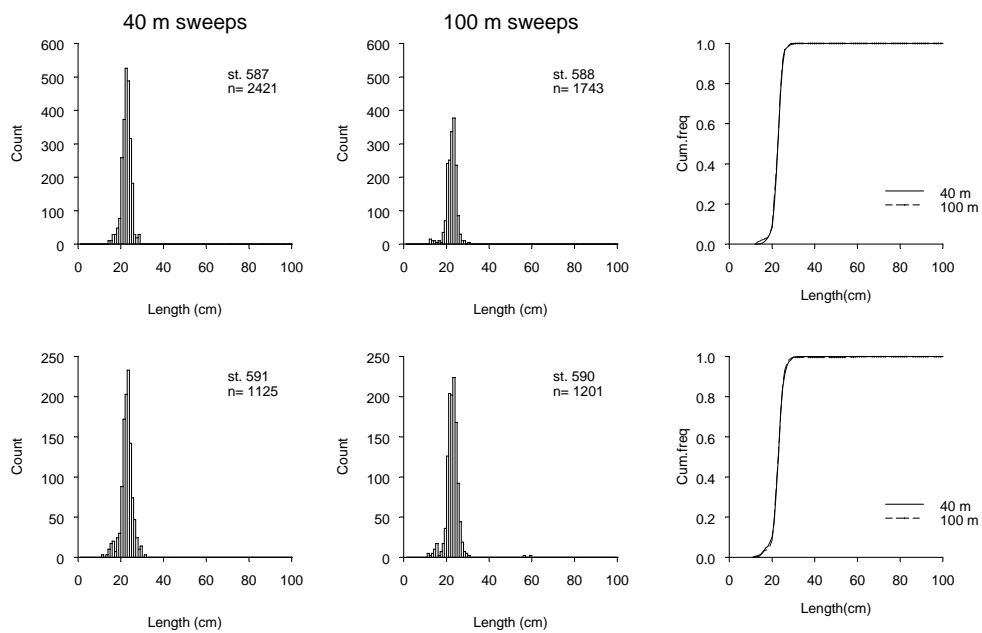 40 m sweeps
100 m sweeps
600
500
400
300
200
100
0
Count
st. 587
n= 2421
0 20 40 60 80 100
Length (cm)
600
500
400
300
200
100
0
Count
st. 588
n= 1743
0 20 40 60 80 100
Length (cm)
1.0
0.8
0.6
0.4
0.2
0.0
Cum.freq
40 m
100 m
0 20 40 60 80 100
Length(cm)
250
200
150
100
50
0
Count
st. 591
n= 1125
0 20 40 60 80 100
Length (cm)
250
200
150
100
50
0
Count
st. 590
n= 1201
0 20 40 60 80 100
Length (cm)
1.0
0.8
0.6
0.4
0.2
0.0
Cum.freq
40 m
100 m
0 20 40 60 80 100
Length(cm)